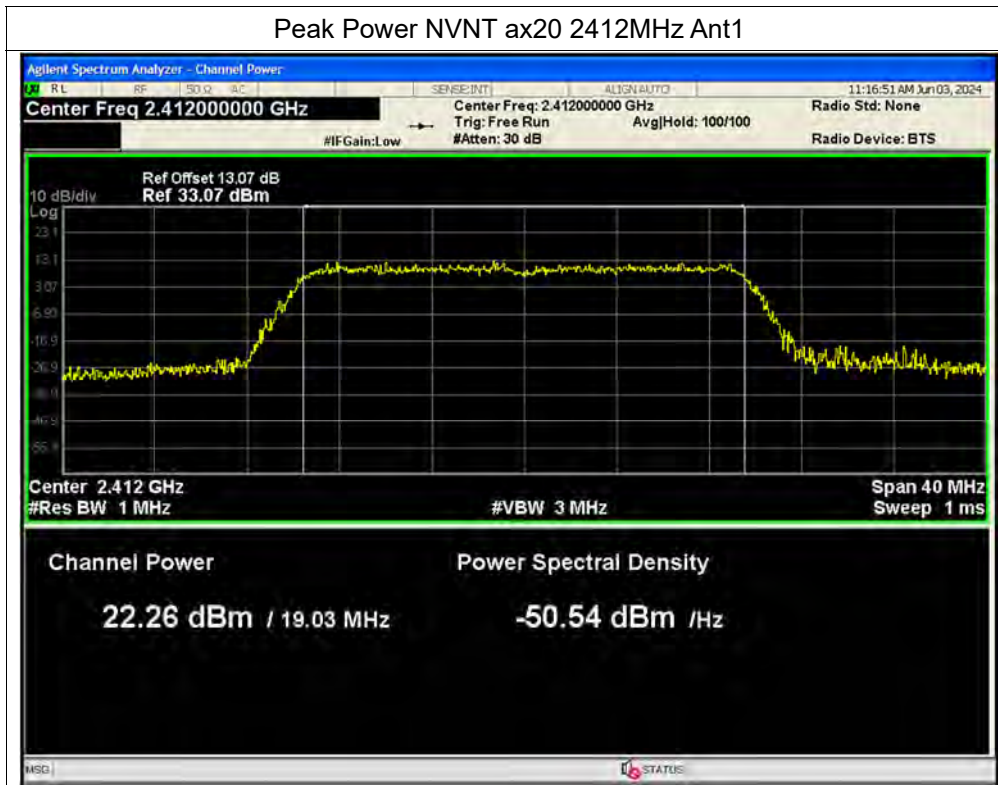 Peak Power NVNT ax20 2412MHz Ant1
Agilent Spectrum Analyzer - Channel Power
RL RF 50 Ω AC SENSE:INT ALIGN AUTO 11:16:51 AM Jun 03, 2024
Center Freq 2.412000000 GHz
Center Freq: 2.412000000 GHz
Radio Std: None
Trig: Free Run Avg|Hold: 100/100
#IFGain:Low #Atten: 30 dB Radio Device: BTS
Ref Offset 13.07 dB
10 dB/div Ref 33.07 dBm
Log
23.1
13.1
3.07
-6.93
-16.9
-26.9
-36.9
-46.9
Center 2.412 GHz Span 40 MHz
#Res BW 1 MHz #VBW 3 MHz Sweep 1 ms
Channel Power Power Spectral Density
22.26 dBm / 19.03 MHz -50.54 dBm /Hz
MSG STATUS